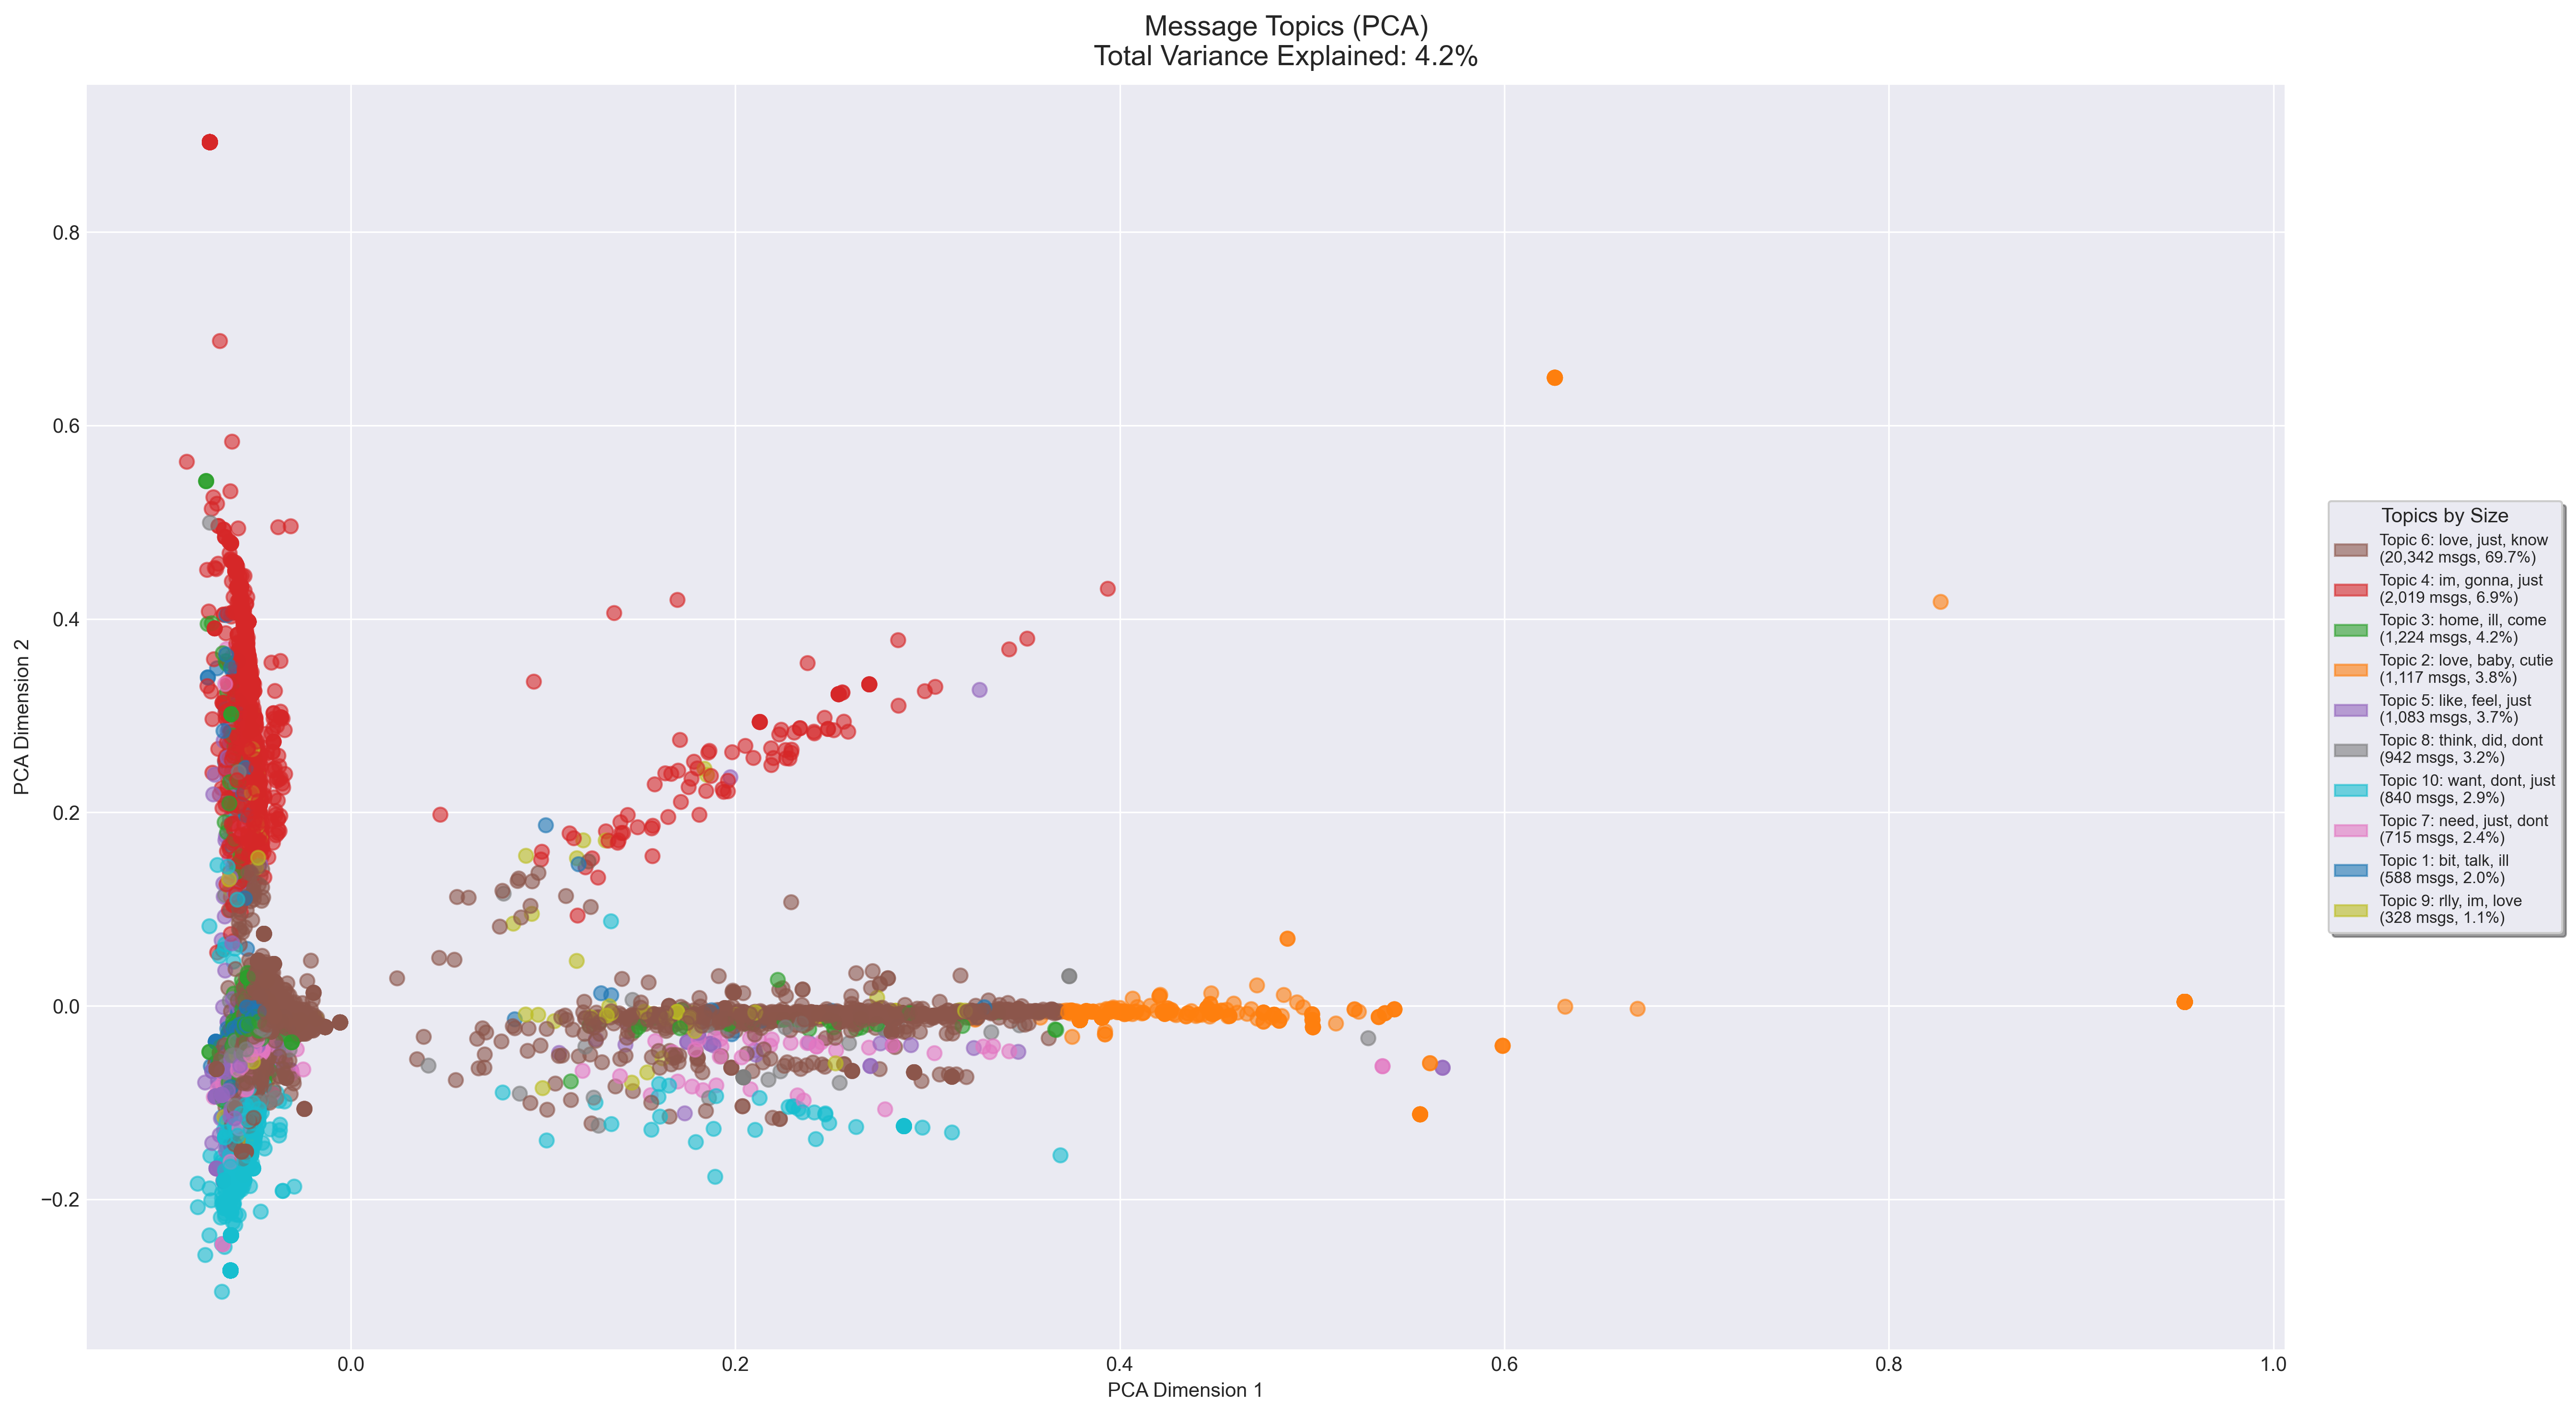 Message Topics (PCA)
Total Variance Explained: 4.2%
PCA Dimension 2
0.8
0.6
0.4
0.2
0.0
−0.2
0.0 0.2 0.4 0.6 0.8 1.0
PCA Dimension 1
Topics by Size
Topic 6: love, just, know
(20,342 msgs, 69.7%)
Topic 4: im, gonna, just
(2,019 msgs, 6.9%)
Topic 3: home, ill, come
(1,224 msgs, 4.2%)
Topic 2: love, baby, cutie
(1,117 msgs, 3.8%)
Topic 5: like, feel, just
(1,083 msgs, 3.7%)
Topic 8: think, did, dont
(942 msgs, 3.2%)
Topic 10: want, dont, just
(840 msgs, 2.9%)
Topic 7: need, just, dont
(715 msgs, 2.4%)
Topic 1: bit, talk, ill
(588 msgs, 2.0%)
Topic 9: rlly, im, love
(328 msgs, 1.1%)